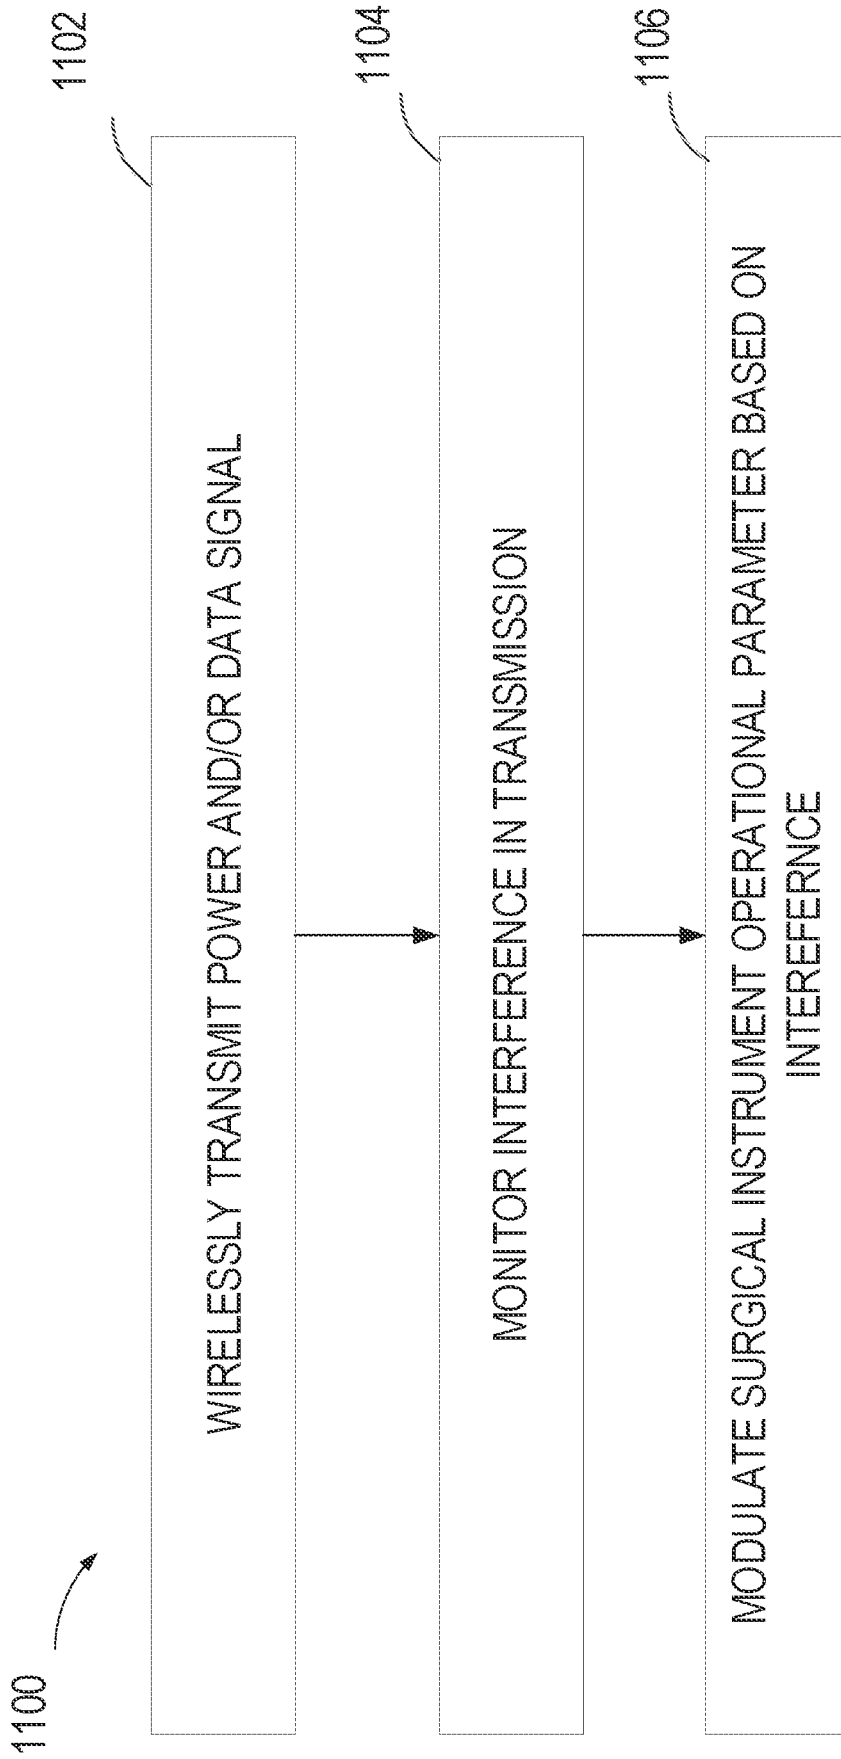 1100
1102
WIRELESSLY TRANSMIT POWER AND/OR DATA SIGNAL
1104
MONITOR INTERFERENCE IN TRANSMISSION
1106
MODULATE SURGICAL INSTRUMENT OPERATIONAL PARAMETER BASED ON
INTEREFERNCE